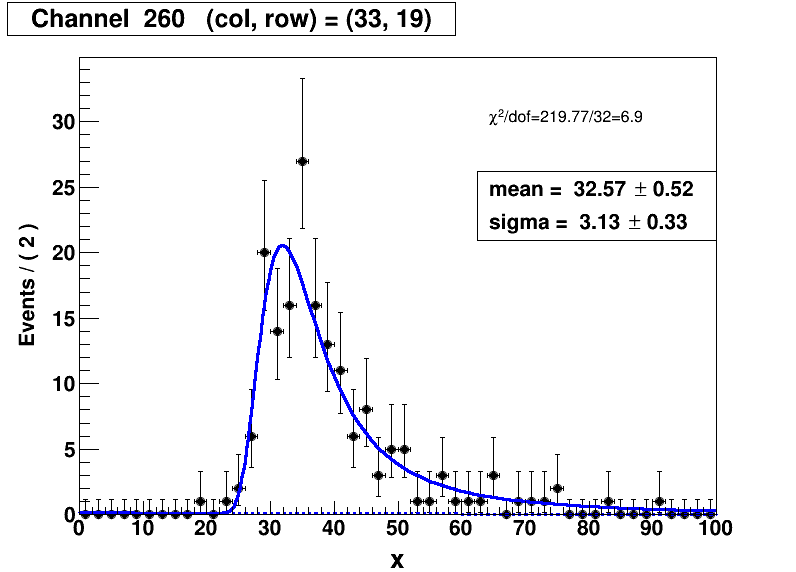 Channel 260 (col, row) = (33, 19)
χ²/dof=219.77/32=6.9
mean = 32.57 ± 0.52
sigma = 3.13 ± 0.33
Events / ( 2 )
30
25
20
15
10
5
0
0 10 20 30 40 50 60 70 80 90 100
x